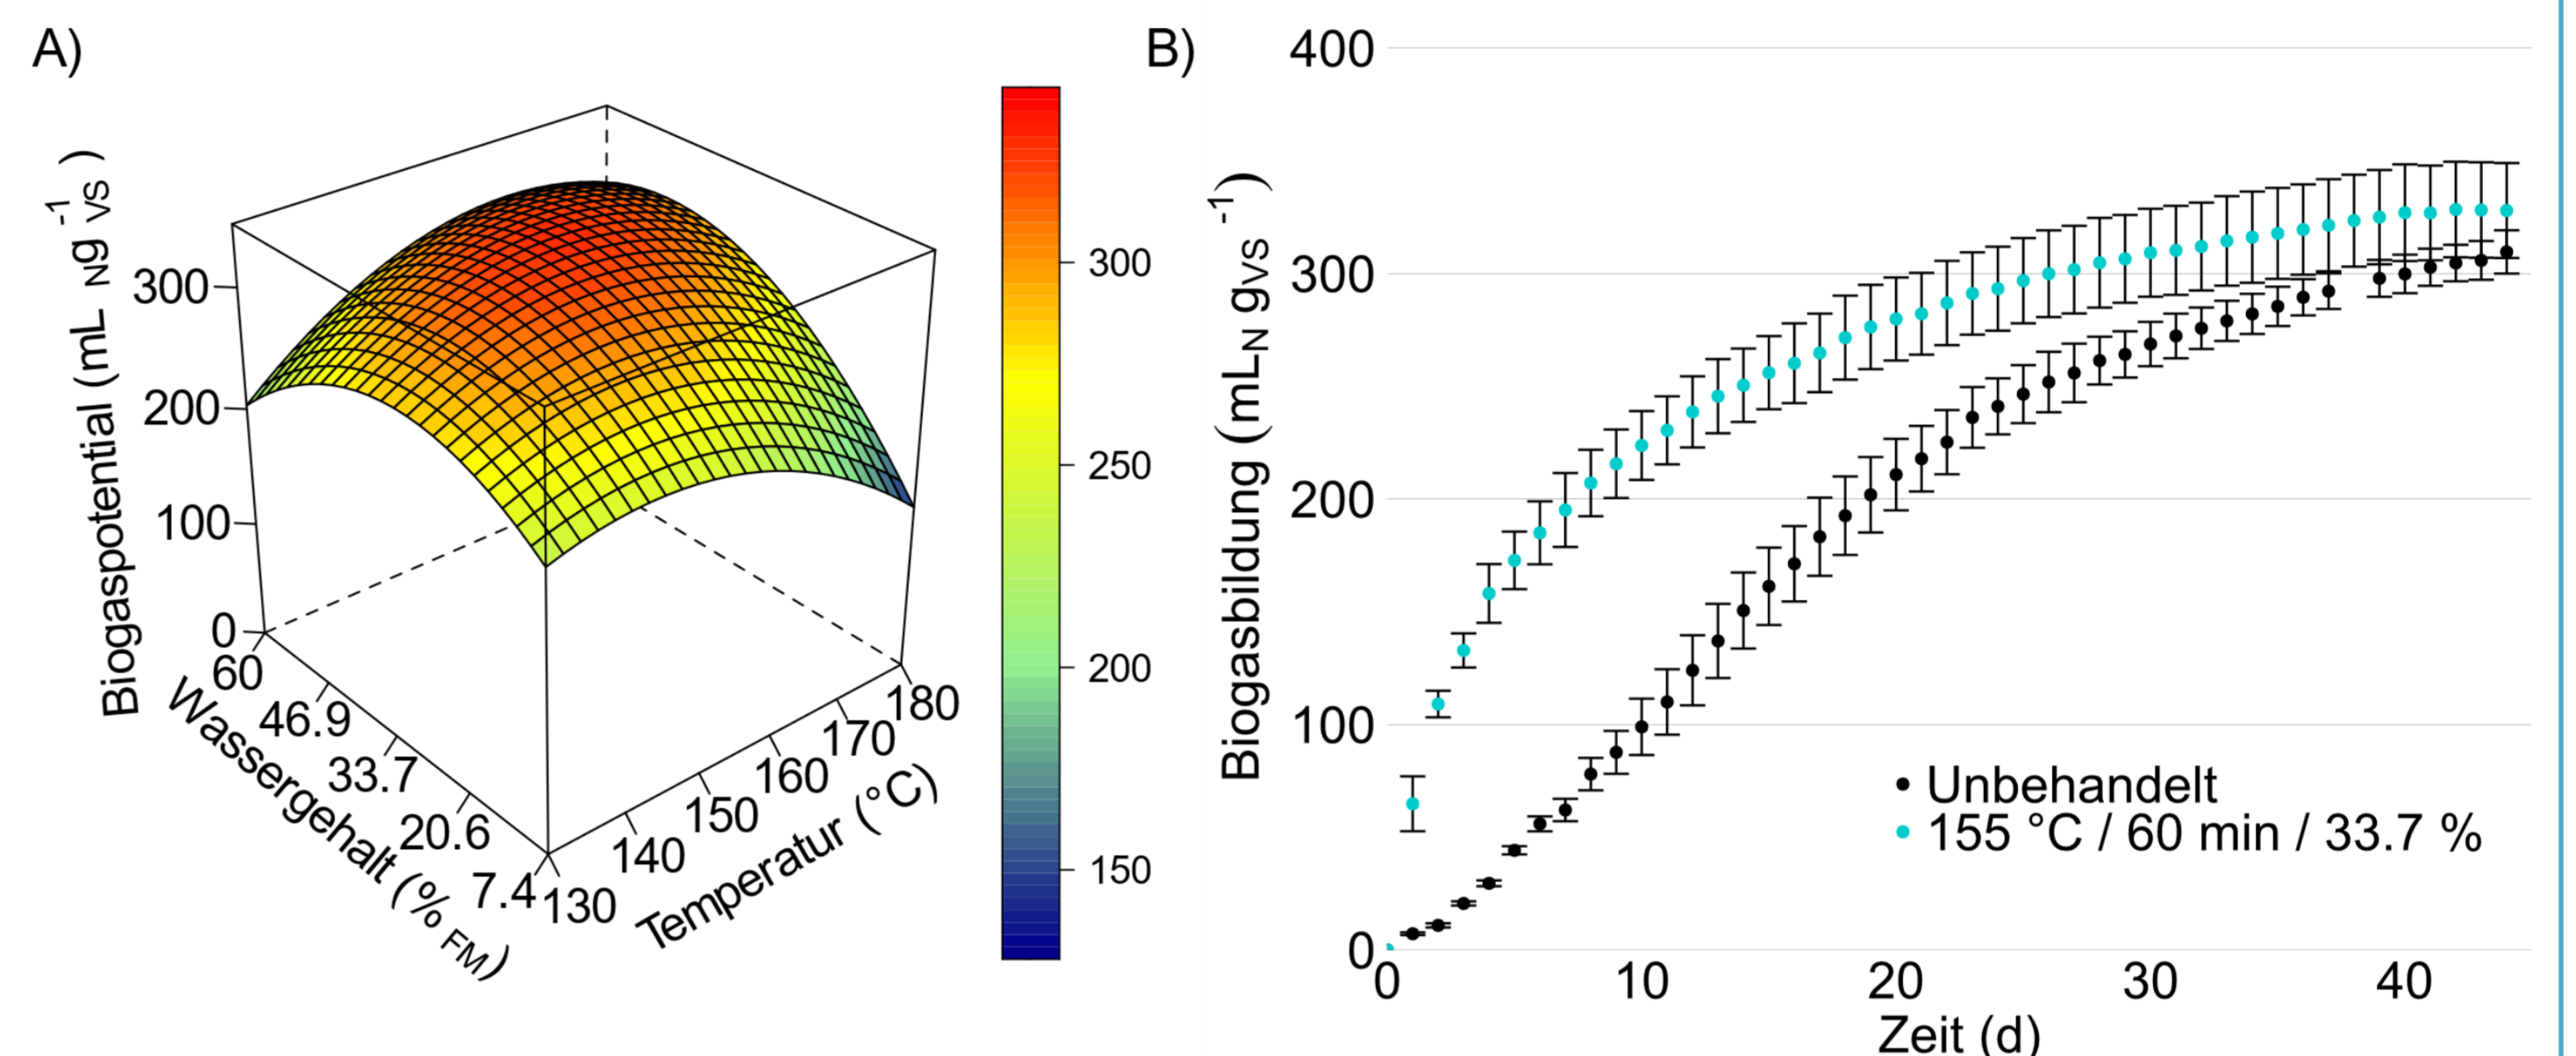 A)
Biogaspotential (mL N g VS -1)
300
200
100
0
60
46.9
33.7
20.6
7.4
Wassergehalt (% FM)
130
140
150
160
170
180
Temperatur (°C)
300
250
200
150
B)
Biogasbildung (mLN gVS -1)
400
300
200
100
0
0 10 20 30 40
Zeit (d)
Unbehandelt
155 °C / 60 min / 33.7 %